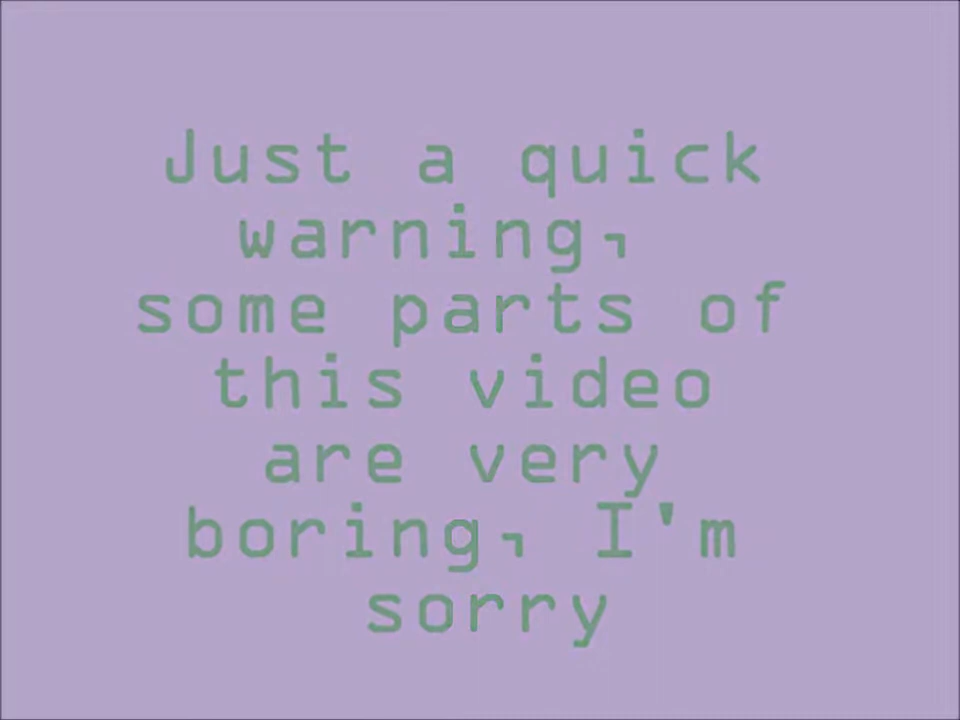 Just a quick
warning,
some parts of
this video
are very
boring, I'm
sorry